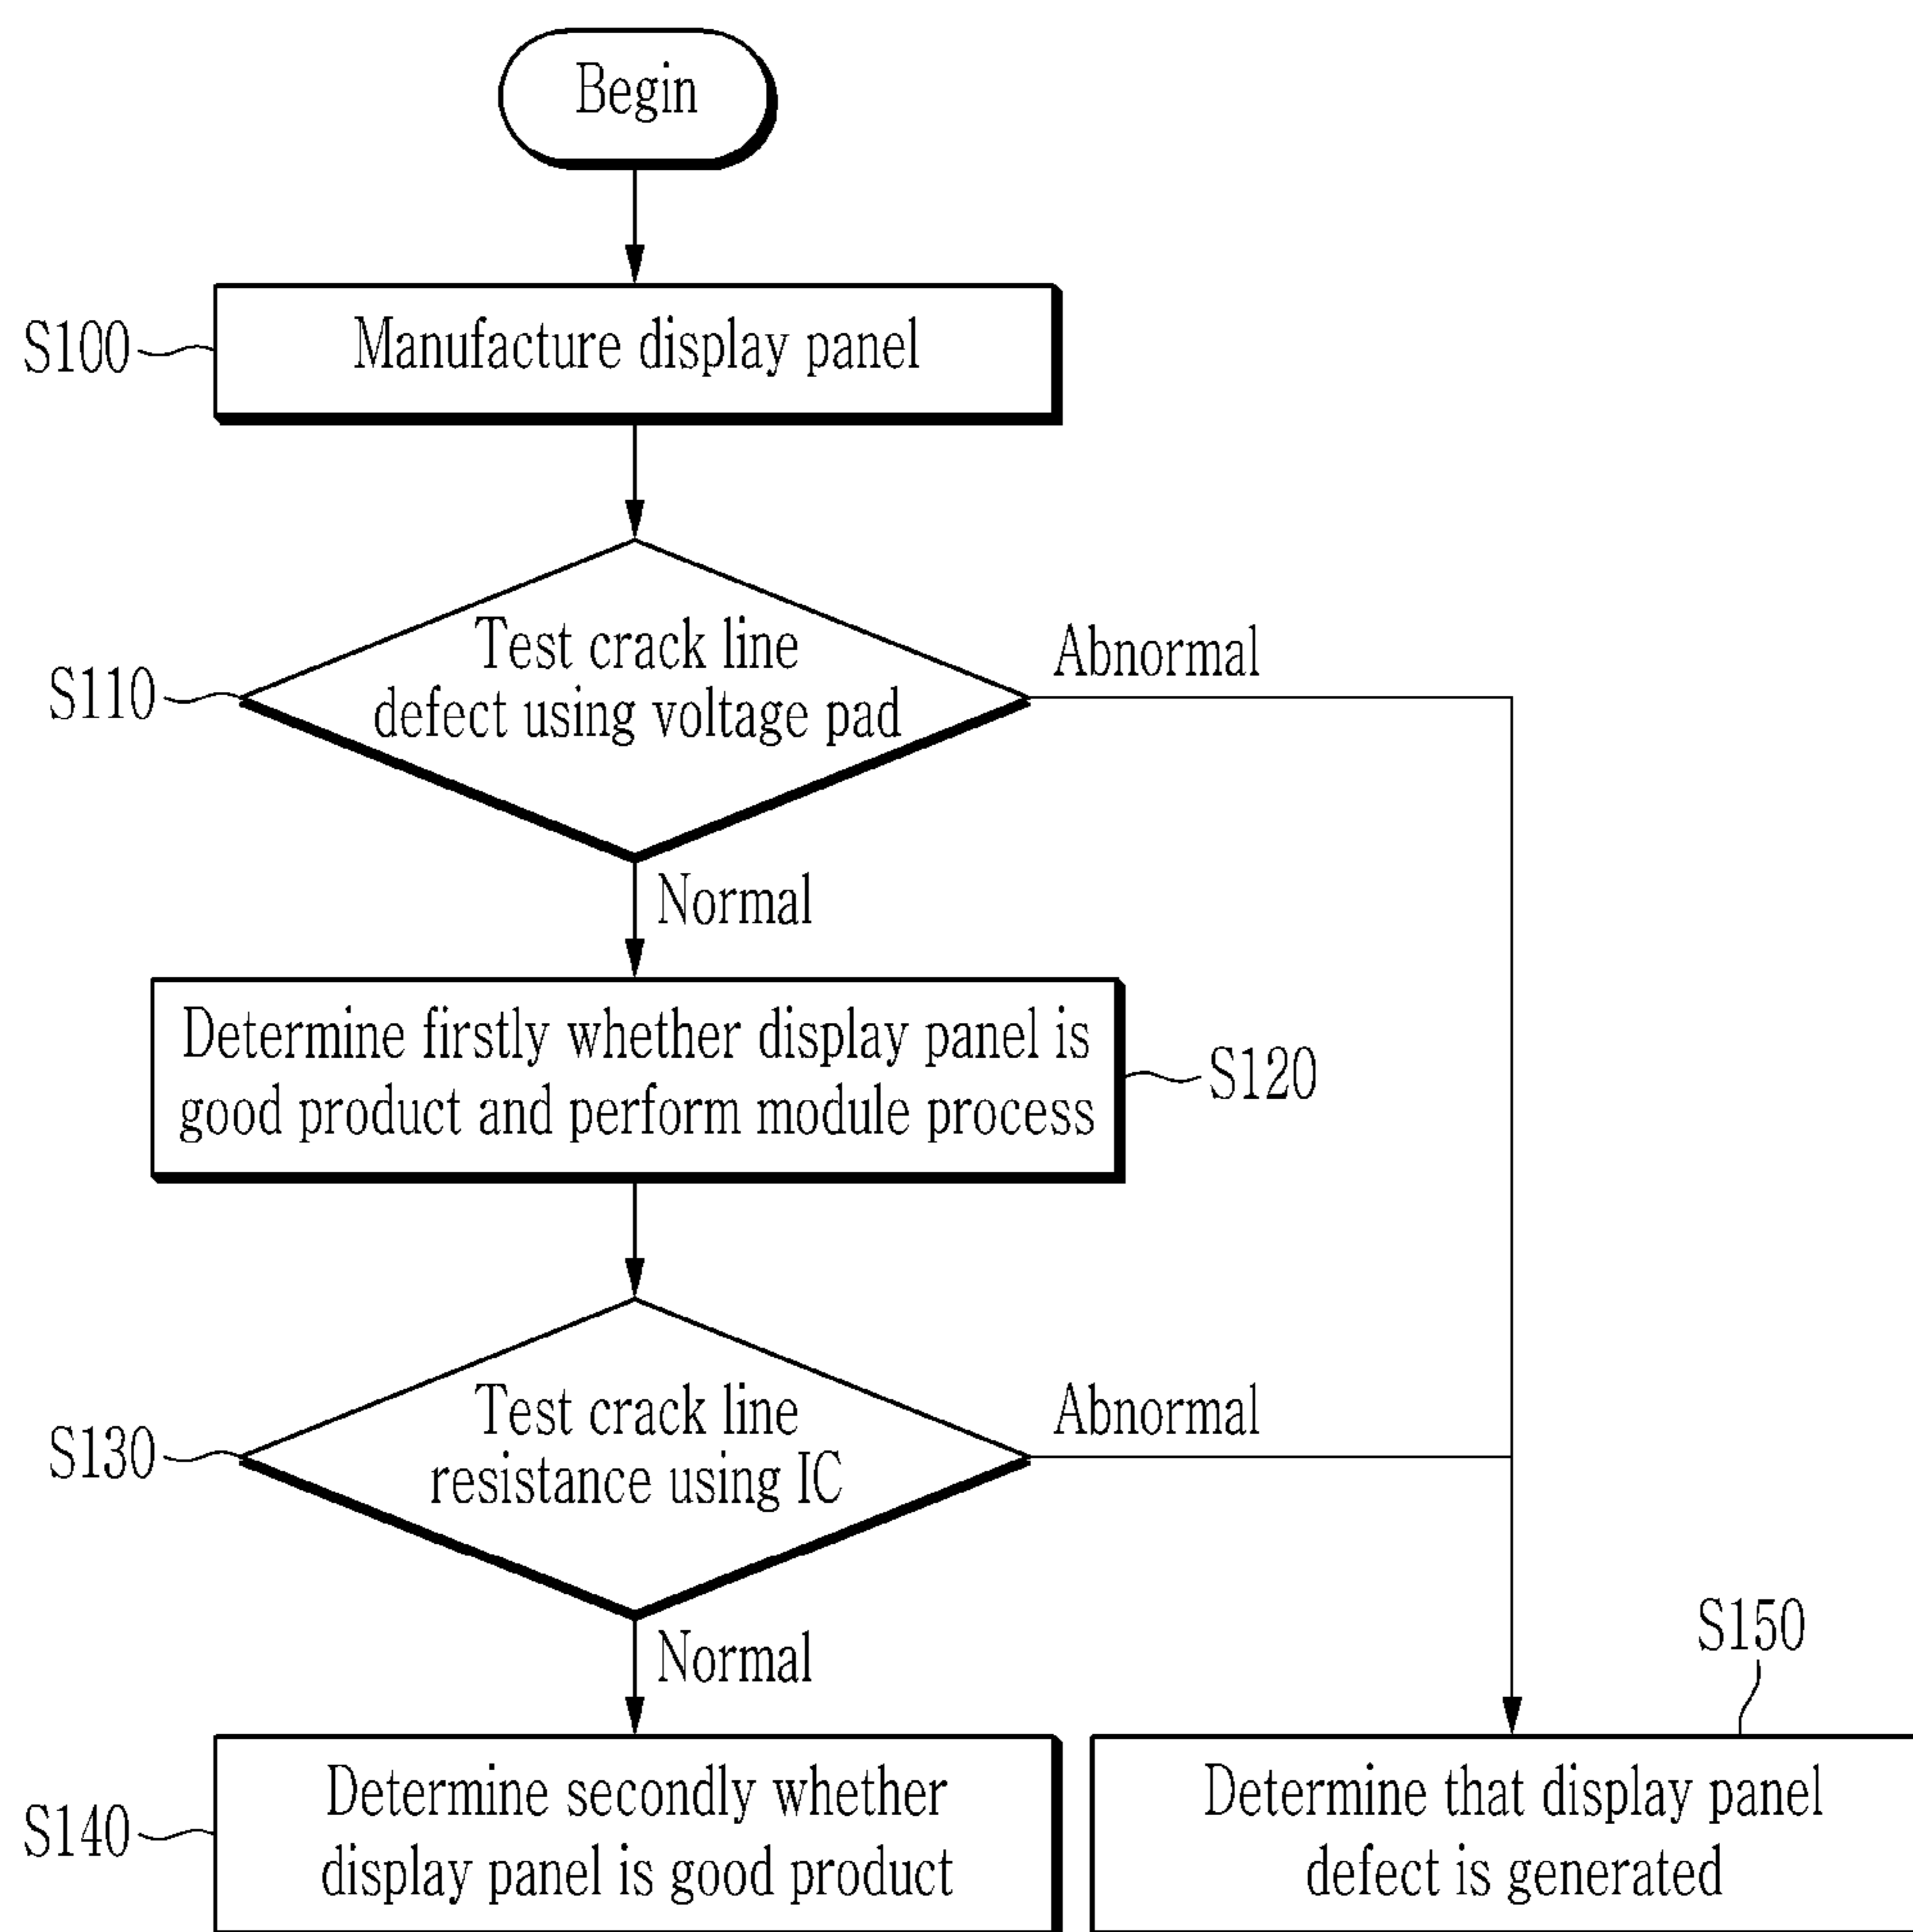 Begin
S100
Manufacture display panel
S110
Test crack line
defect using voltage pad
Abnormal
Normal
Determine firstly whether display panel is
good product and perform module process
S120
S130
Test crack line
resistance using IC
Abnormal
Normal
S150
S140
Determine secondly whether
display panel is good product
Determine that display panel
defect is generated